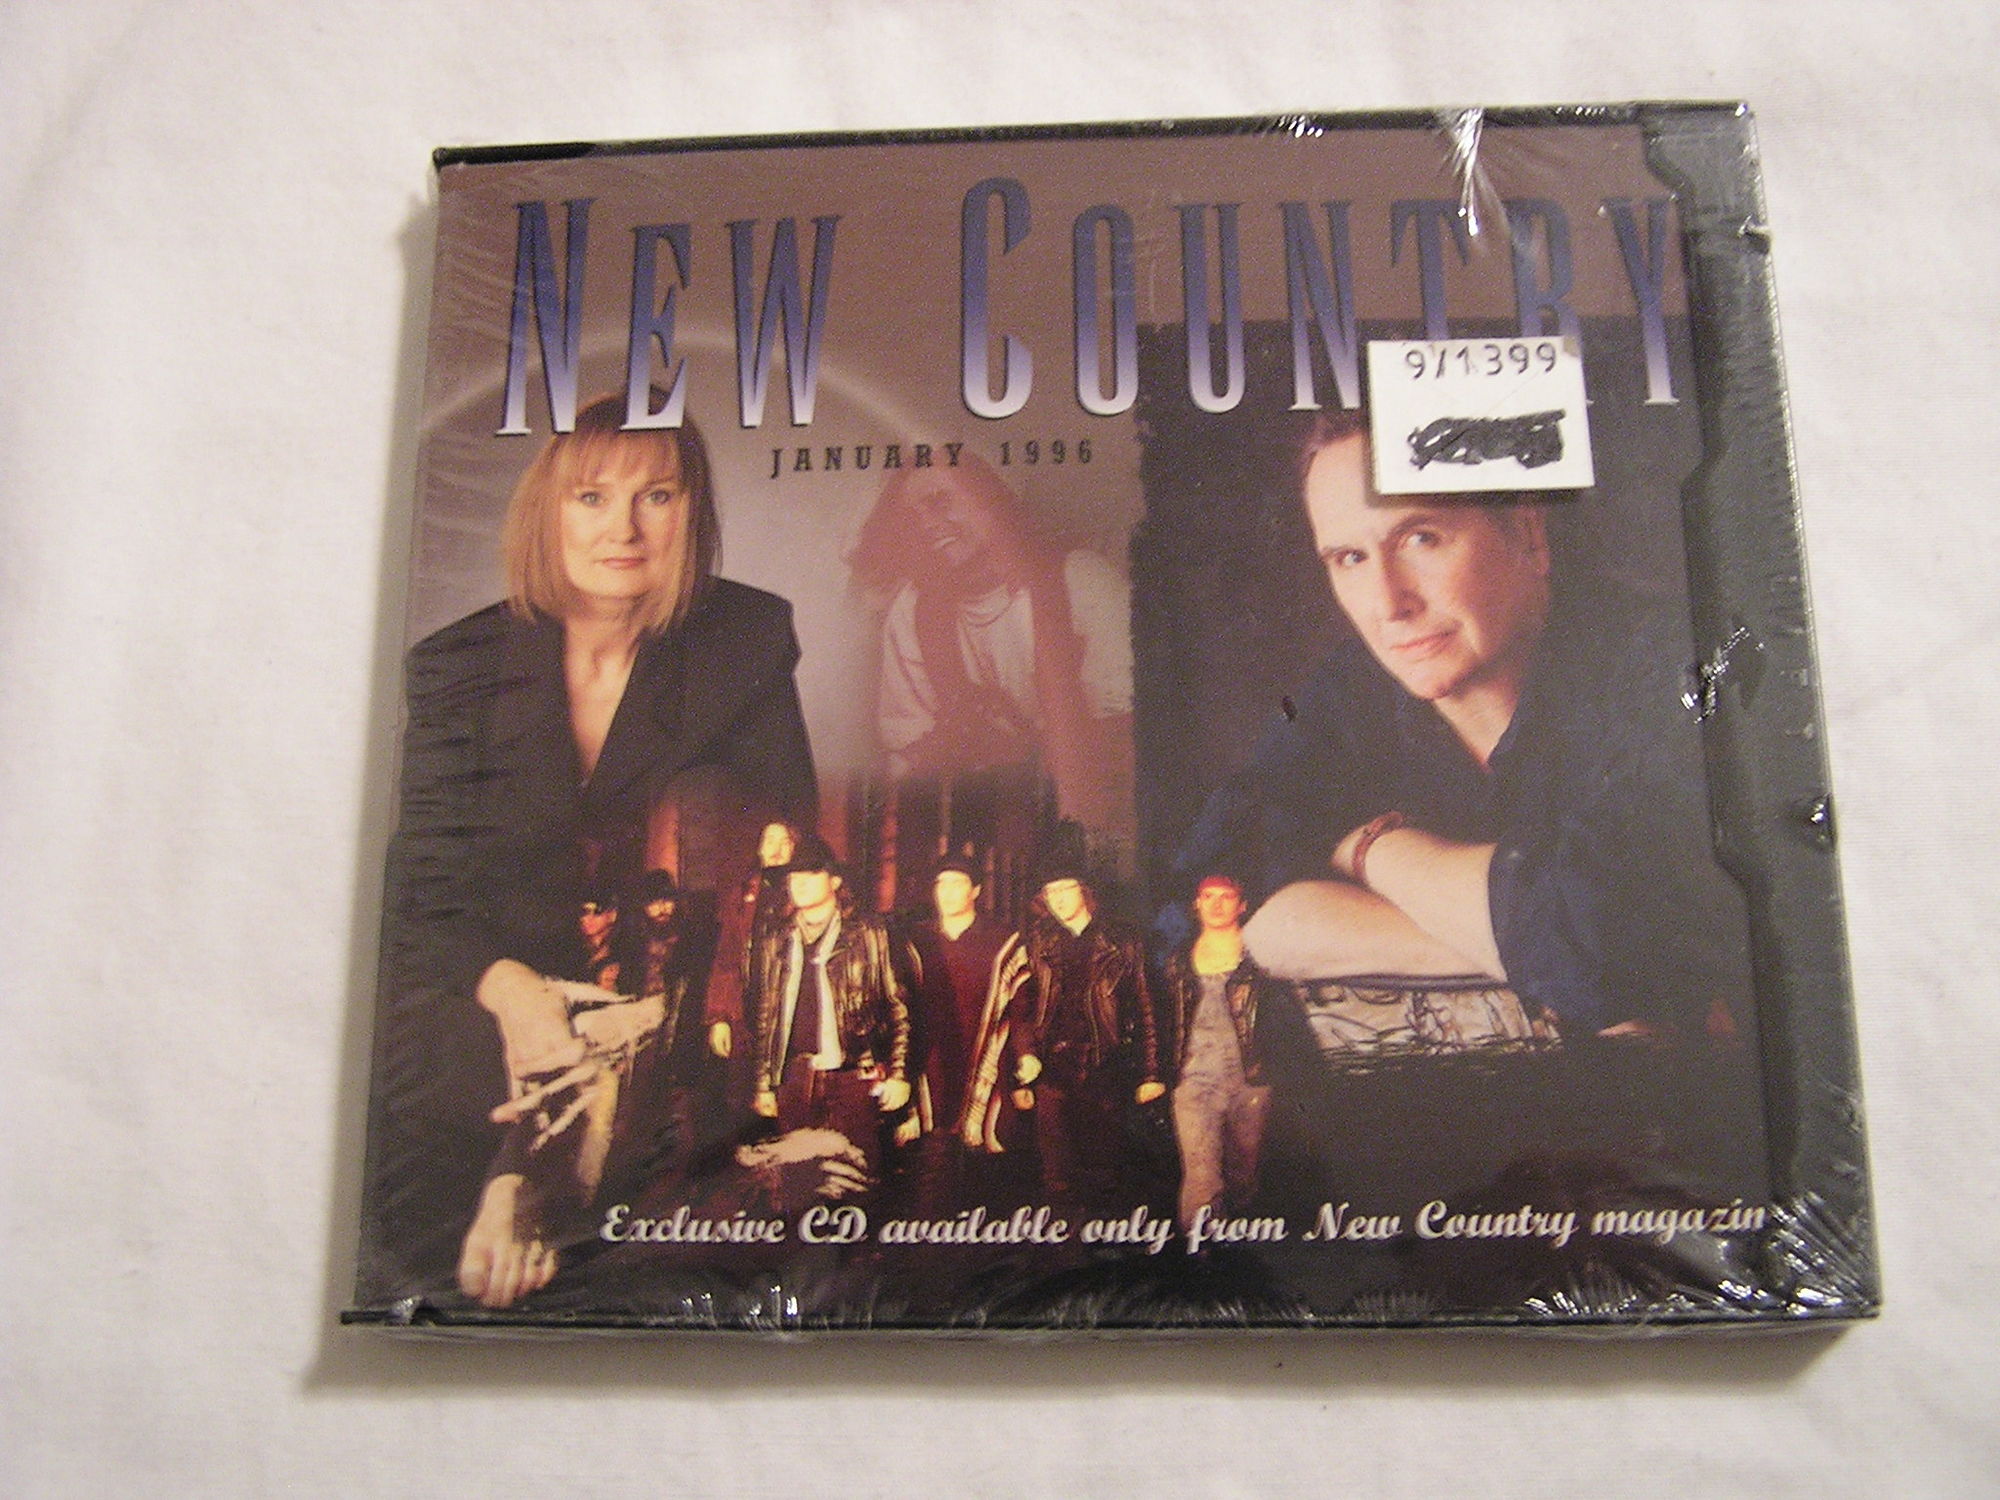 NEW COUNTRY
JANUARY 1996
9/1399
Exclusive CD available only from New Country magazin